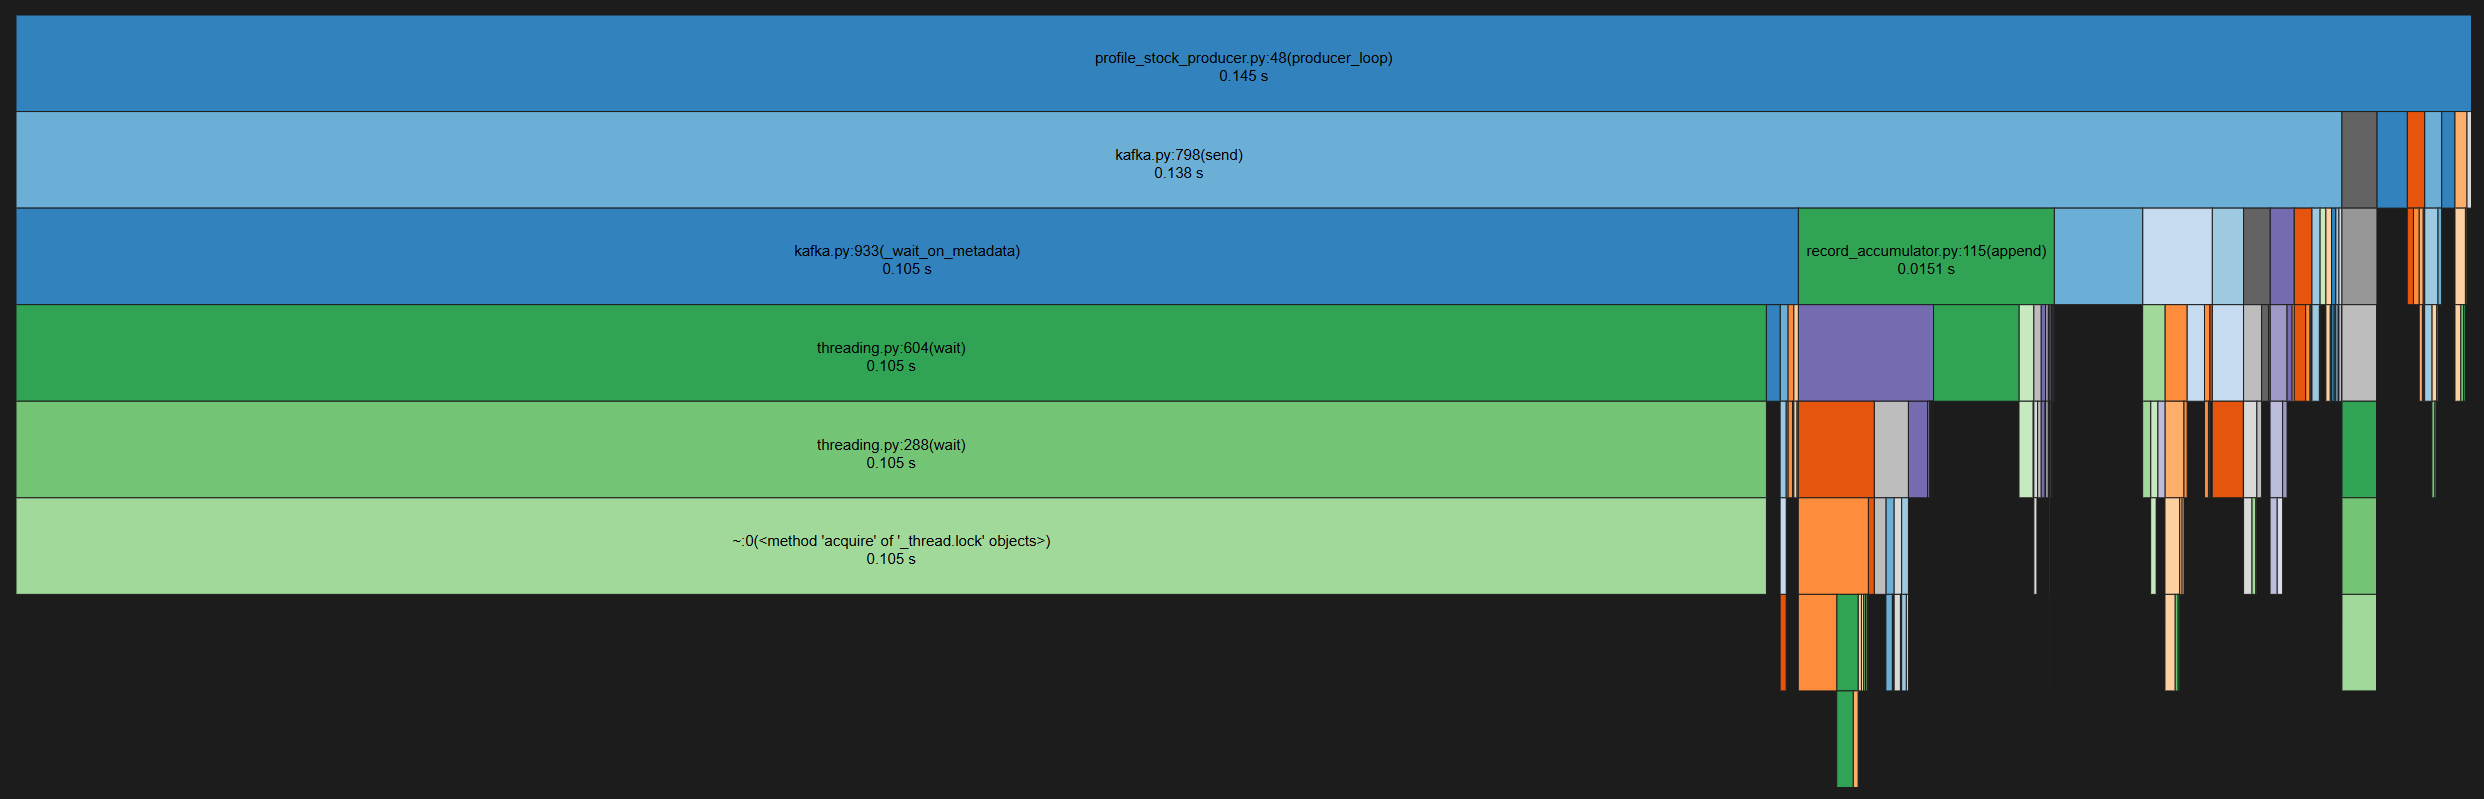 profile_stock_producer.py:48(producer_loop)
0.145 s
kafka.py:798(send)
0.138 s
kafka.py:933(_wait_on_metadata)
0.105 s
record_accumulator.py:115(append)
0.0151 s
threading.py:604(wait)
0.105 s
threading.py:288(wait)
0.105 s
~:0(<method 'acquire' of '_thread.lock' objects>)
0.105 s